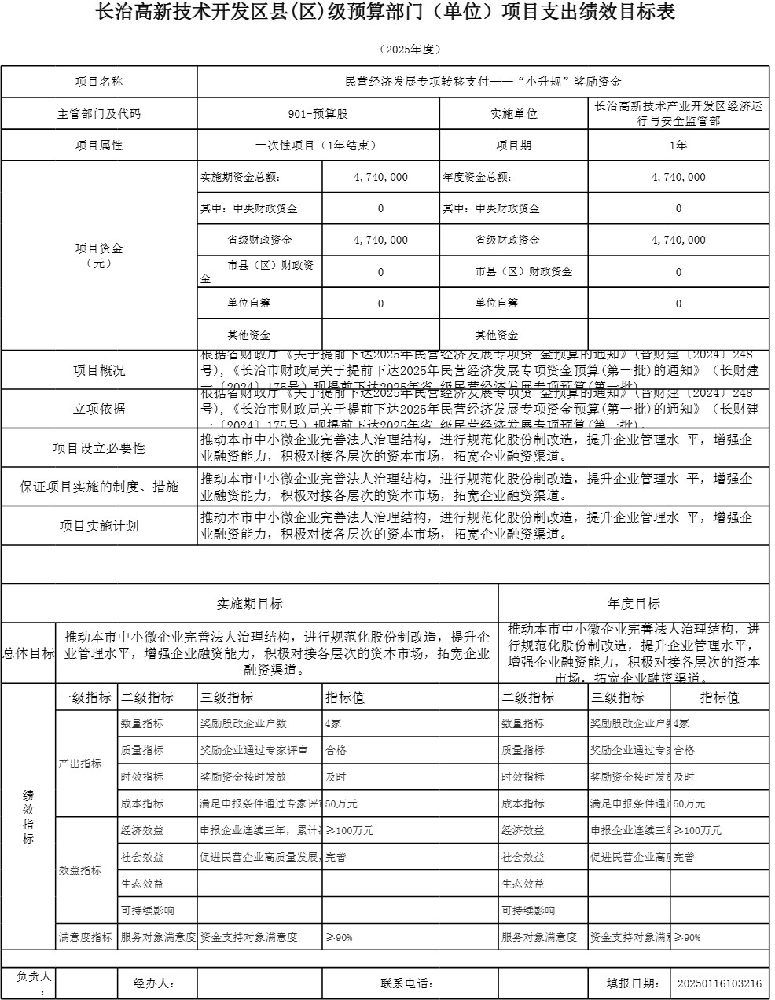 长治高新技术开发区县(区)级预算部门（单位）项目支出绩效目标表
（2025年度）
项目名称 民营经济发展专项转移支付——“小升规”奖励资金
主管部门及代码 901-预算股 实施单位 长治高新技术产业开发区经济运
行与安全监管部
项目属性 一次性项目（1年结束） 项目期 1年
项目资金
（元）
实施期资金总额: 4,740,000 年度资金总额: 4,740,000
其中: 中央财政资金 0 其中: 中央财政资金 0
省级财政资金 4,740,000 省级财政资金 4,740,000
市县（区）财政资
金 0 市县（区）财政资金 0
单位自筹 0 单位自筹 0
其他资金 其他资金
项目概况
根据省财政厅《关于提前下达2025年民营经济发展专项资 金预算的通知》(晋财建〔2024〕248
号),《长治市财政局关于提前下达2025年民营经济发展专项资金预算(第一批)的通知》（长财建
一〔2024〕175号）现提前下达2025年省 级民营经济发展专项预算(第一批)
立项依据
根据省财政厅《关于提前下达2025年民营经济发展专项资 金预算的通知》(晋财建〔2024〕248
号),《长治市财政局关于提前下达2025年民营经济发展专项资金预算(第一批)的通知》（长财建
一〔2024〕175号）现提前下达2025年省 级民营经济发展专项预算(第一批)
项目设立必要性
推动本市中小微企业完善法人治理结构，进行规范化股份制改造，提升企业管理水 平，增强企
业融资能力，积极对接各层次的资本市场，拓宽企业融资渠道。
保证项目实施的制度、措施
推动本市中小微企业完善法人治理结构，进行规范化股份制改造，提升企业管理水 平，增强企
业融资能力，积极对接各层次的资本市场，拓宽企业融资渠道。
项目实施计划
推动本市中小微企业完善法人治理结构，进行规范化股份制改造，提升企业管理水 平，增强企
业融资能力，积极对接各层次的资本市场，拓宽企业融资渠道。
实施期目标 年度目标
总体目标
推动本市中小微企业完善法人治理结构，进行规范化股份制改造，提升企
业管理水平，增强企业融资能力，积极对接各层次的资本市场，拓宽企业
融资渠道。
推动本市中小微企业完善法人治理结构，进
行规范化股份制改造，提升企业管理水平，
增强企业融资能力，积极对接各层次的资本
市场，拓宽企业融资渠道。
绩
效
指
标
一级指标 二级指标 三级指标 指标值 二级指标 三级指标 指标值
产出指标
数量指标 奖励股改企业户数 4家 数量指标 奖励股改企业户 4家
质量指标 奖励企业通过专家评审 合格 质量指标 奖励企业通过专 合格
时效指标 奖励资金按时发放 及时 时效指标 奖励资金按时发 及时
成本指标 满足申报条件通过专家评 50万元 成本指标 满足申报条件通 50万元
效益指标
经济效益 申报企业连续三年，累计 ≥100万元 经济效益 申报企业连续三 ≥100万元
社会效益 促进民营企业高质量发展， 完善 社会效益 促进民营企业高 完善
生态效益 生态效益
可持续影响 可持续影响
满意度指标 服务对象满意度 资金支持对象满意度 ≥90% 服务对象满意度 资金支持对象满 ≥90%
负责人
: 经办人: 联系电话: 填报日期: 20250116103216